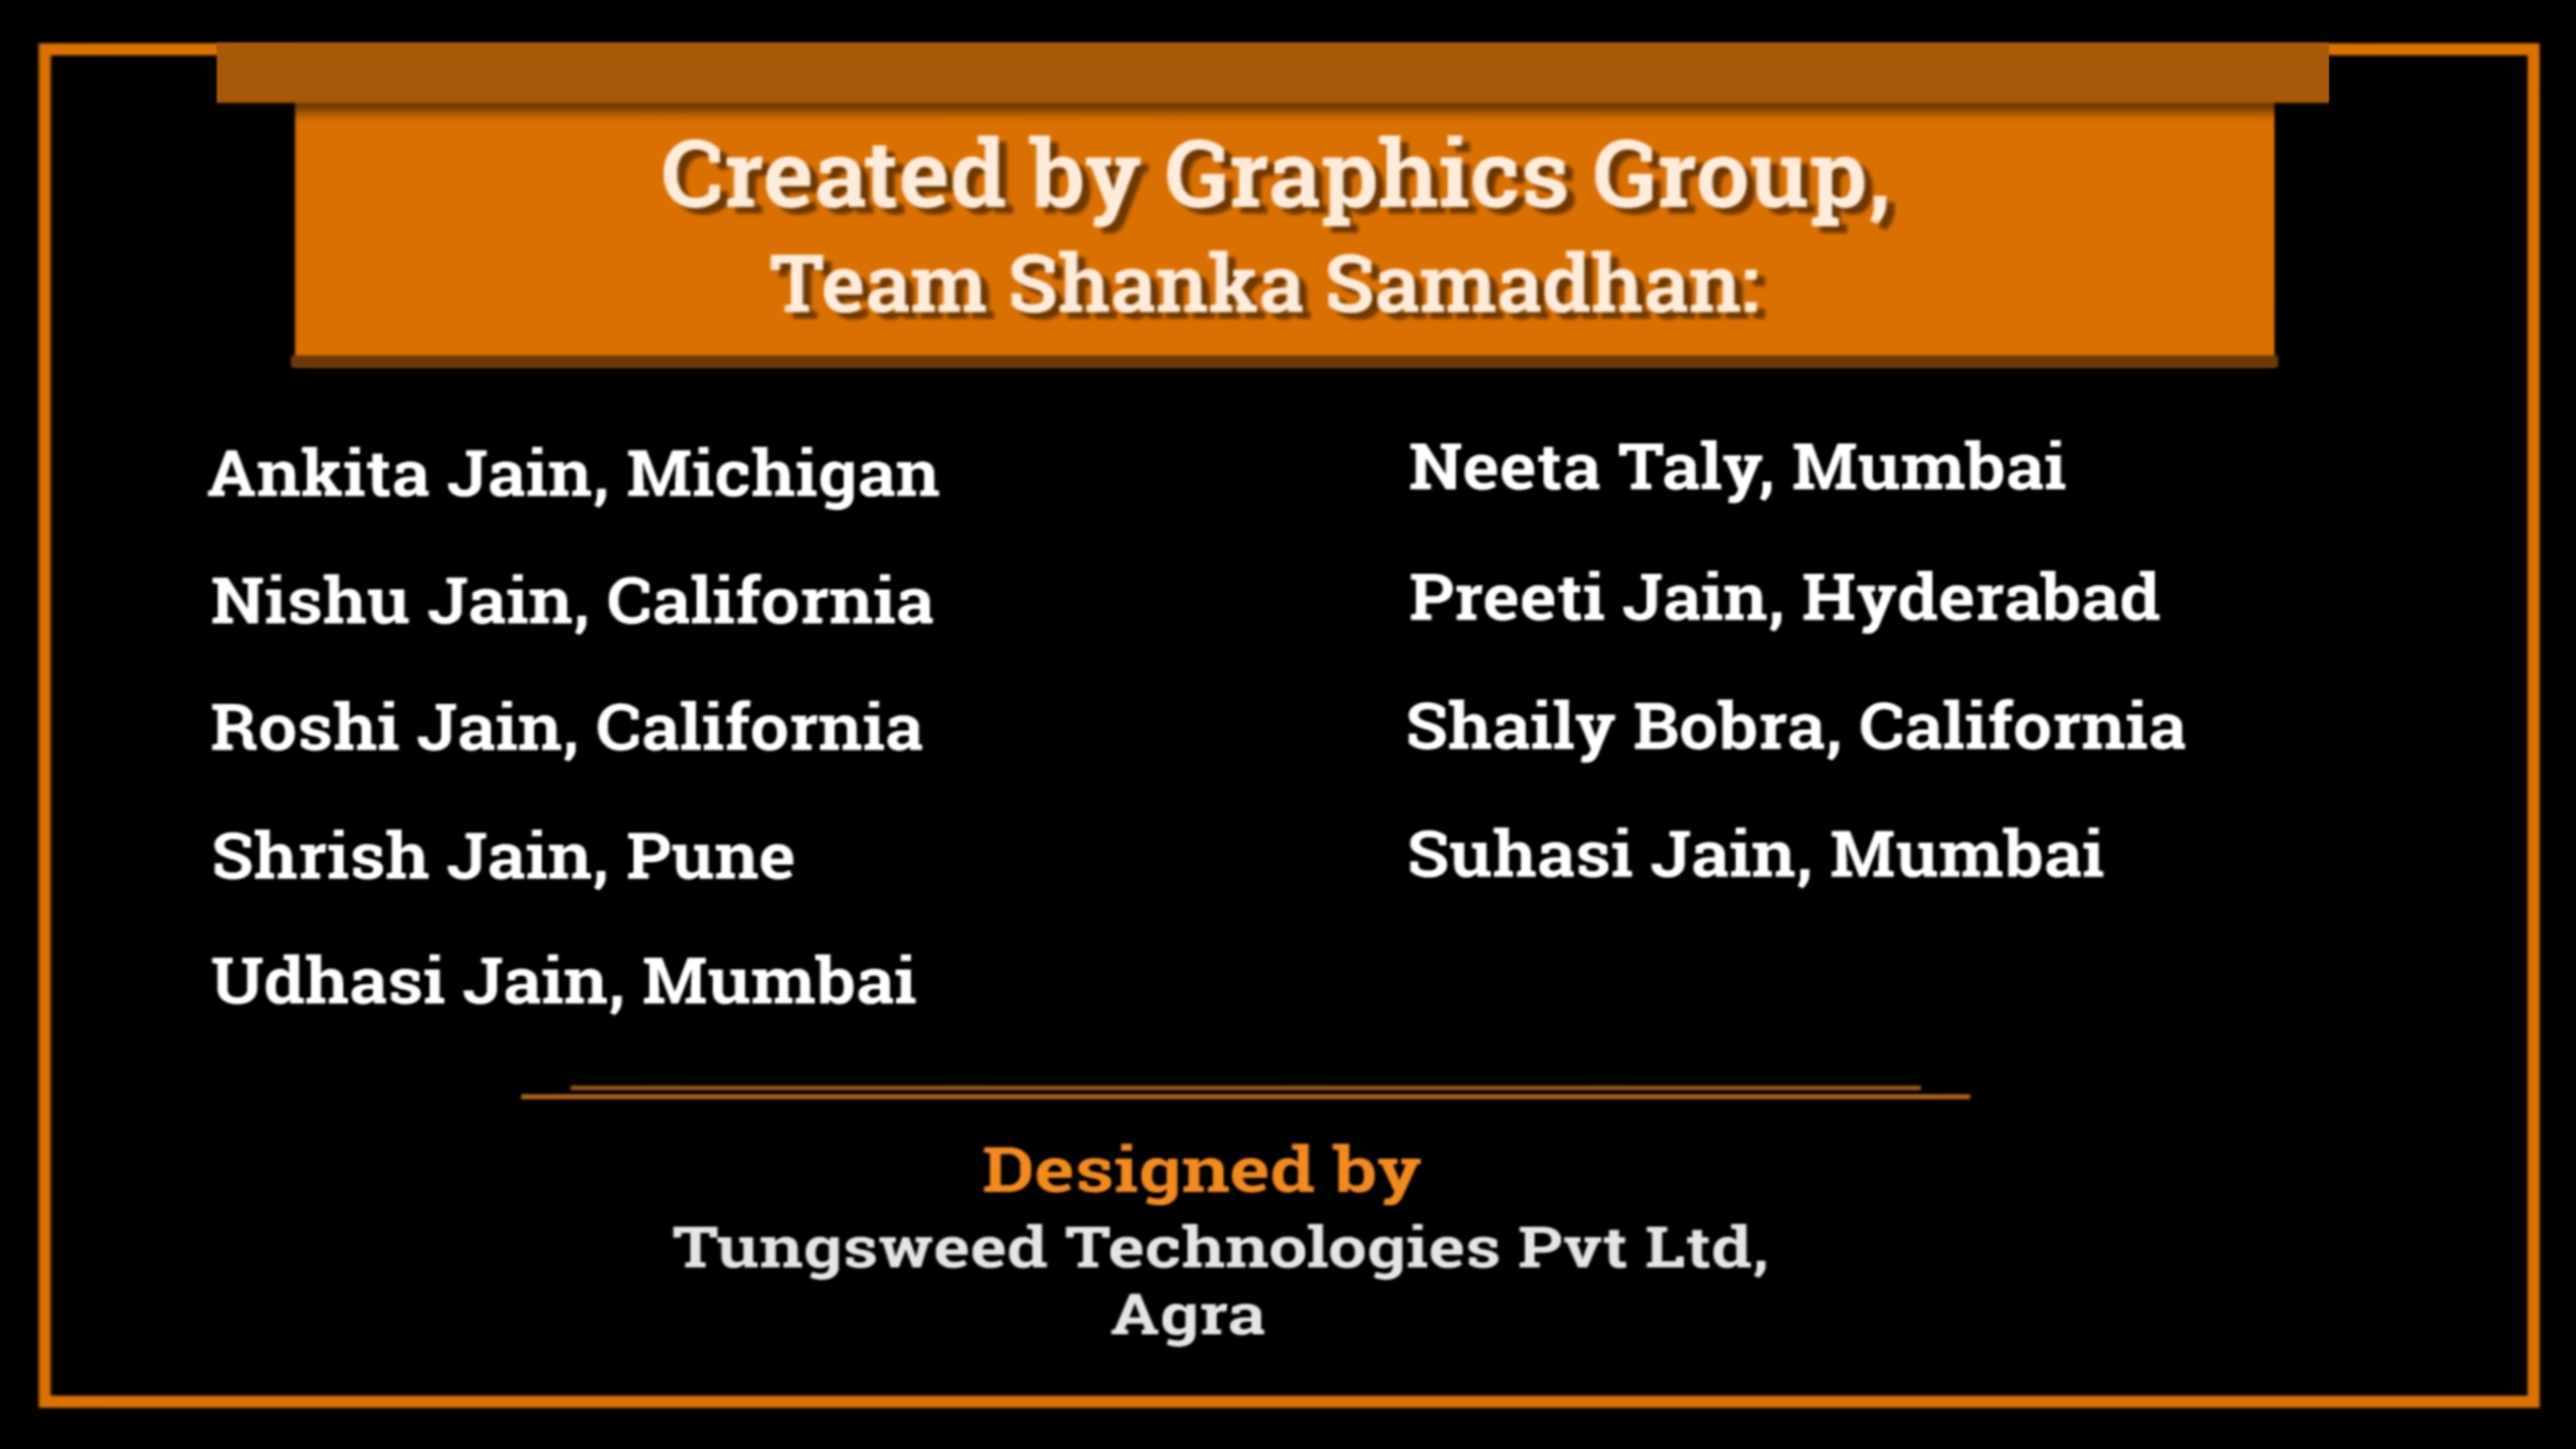 Created by Graphics Group,
Team Shanka Samadhan:
Ankita Jain, Michigan
Nishu Jain, California
Roshi Jain, California
Shrish Jain, Pune
Udhasi Jain, Mumbai
Neeta Taly, Mumbai
Preeti Jain, Hyderabad
Shaily Bobra, California
Suhasi Jain, Mumbai
Designed by
Tungsweed Technologies Pvt Ltd,
Agra